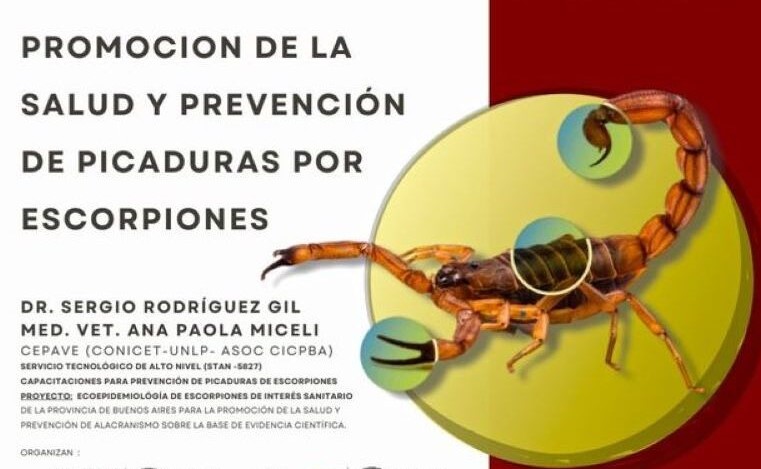 PROMOCION DE LA
SALUD Y PREVENCIÓN
DE PICADURAS POR
ESCORPIONES
DR. SERGIO RODRÍGUEZ GIL
MED. VET. ANA PAOLA MICELI
CEPAVE (CONICET-UNLP- ASOC CICPBA)
SERVICIO TECNOLÓGICO DE ALTO NIVEL (STAN -5827)
CAPACITACIONES PARA PREVENCIÓN DE PICADURAS DE ESCORPIONES
PROYECTO: ECOEPIDEMIOLOGÍA DE ESCORPIONES DE INTERÉS SANITARIO
DE LA PROVINCIA DE BUENOS AIRES PARA LA PROMOCIÓN DE LA SALUD Y
PREVENCIÓN DE ALACRANISMO SOBRE LA BASE DE EVIDENCIA CIENTÍFICA.
ORGANIZAN :